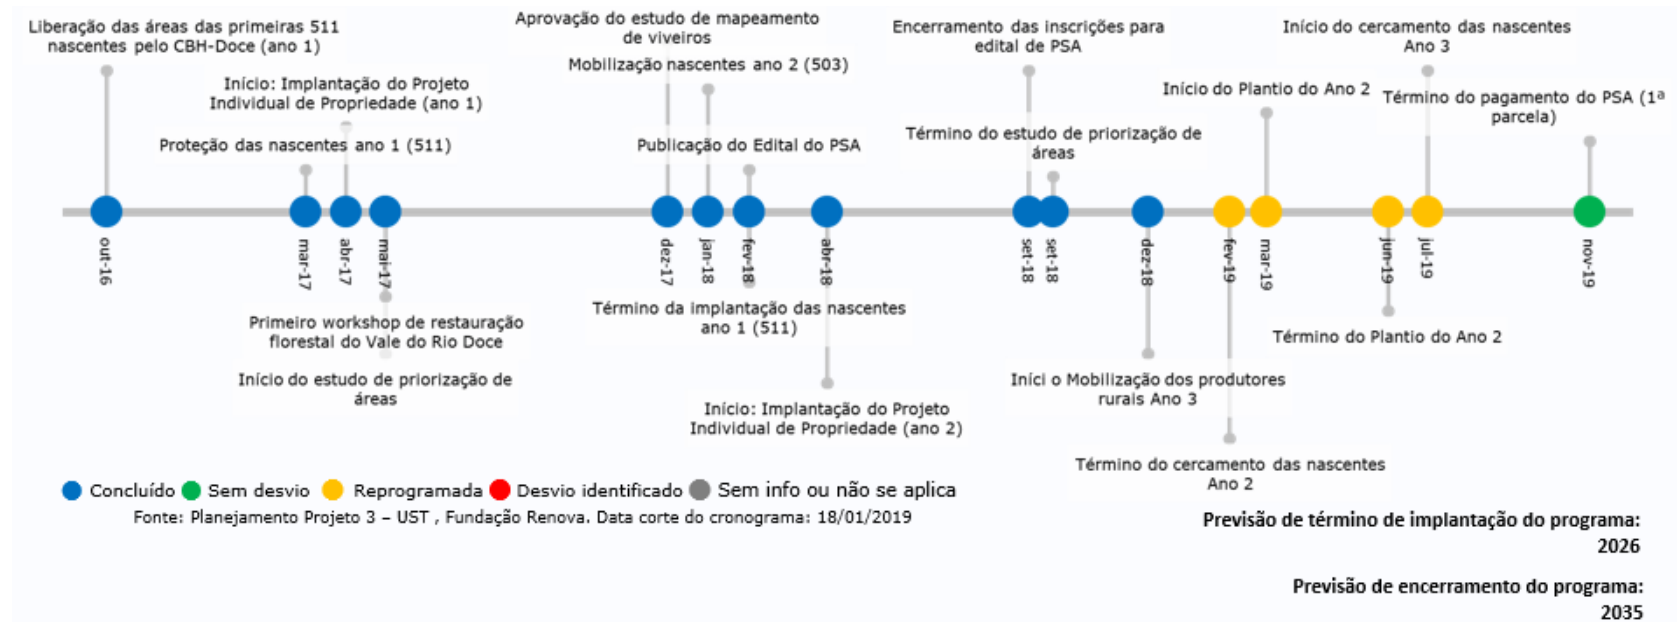 Liberação das áreas das primeiras 511
nascentes pelo CBH-Doce (ano 1)
Início: Implantação do Projeto
Individual de Propriedade (ano 1)
Proteção das nascentes ano 1 (511)
Aprovação do estudo de mapeamento
de viveiros
Mobilização nascentes ano 2 (503)
Publicação do Edital do PSA
Encerramento das inscrições para
edital de PSA
Término do estudo de priorização de
áreas
Início do Plantio do Ano 2
Início do cercamento das nascentes
Ano 3
Término do pagamento do PSA (1ª
parcela)
out-16
mar-17
abr-17
mai-17
dez-17
jan-18
fev-18
abr-18
set-18
set-18
dez-18
fev-19
mar-19
jun-19
jul-19
nov-19
Primeiro workshop de restauração
florestal do Vale do Rio Doce
Início do estudo de priorização de
áreas
Término da implantação das nascentes
ano 1 (511)
Início: Implantação do Projeto
Individual de Propriedade (ano 2)
Iníci o Mobilização dos produtores
rurais Ano 3
Término do Plantio do Ano 2
Término do cercamento das nascentes
Ano 2
Concluído Sem desvio Reprogramada Desvio identificado Sem info ou não se aplica
Fonte: Planejamento Projeto 3 – UST , Fundação Renova. Data corte do cronograma: 18/01/2019
Previsão de término de implantação do programa:
2026
Previsão de encerramento do programa:
2035